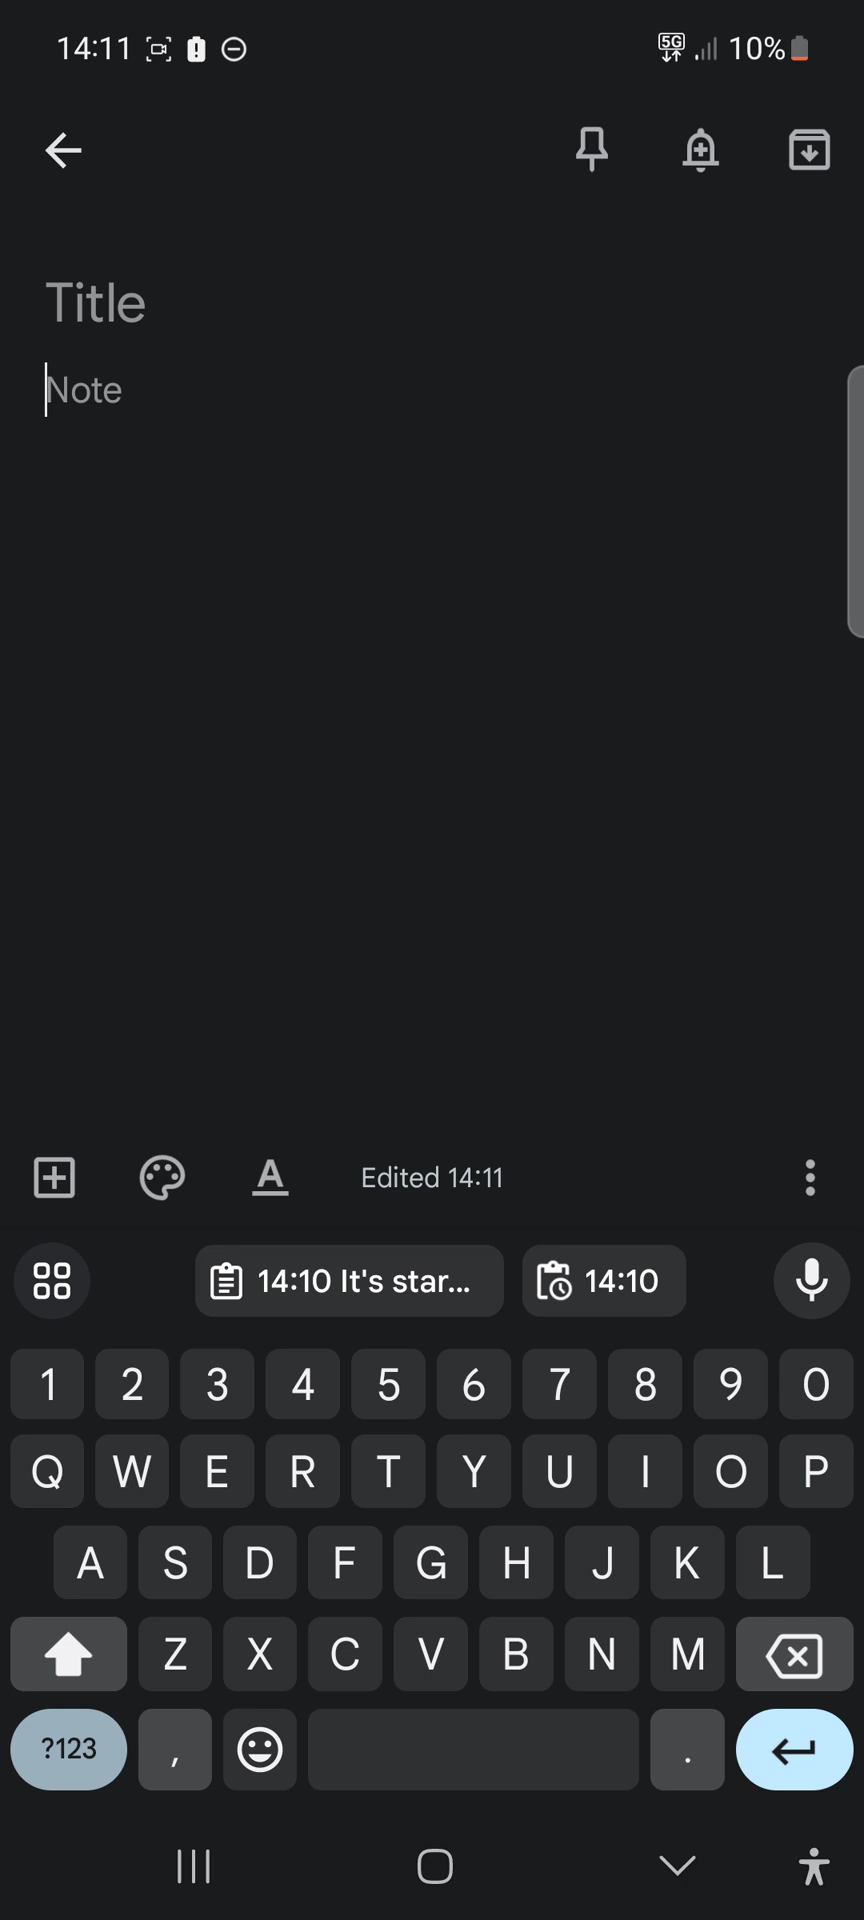 14:11
5G
10%
Title
Note
A
Edited 14:11
14:10 It's star...
14:10
1 2 3 4 5 6 7 8 9 0
Q W E R T Y U I O P
A S D F G H J K L
Z X C V B N M
?123 , .